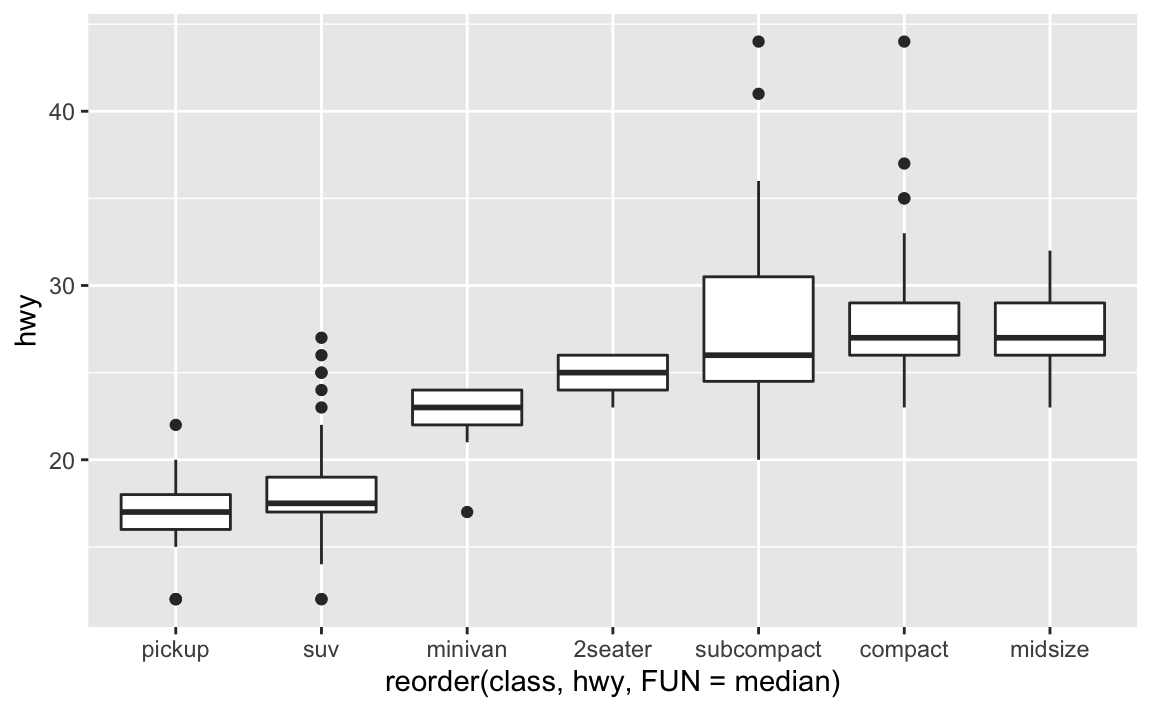 hwy
40
30
20
pickup suv minivan 2seater subcompact compact midsize
reorder(class, hwy, FUN = median)